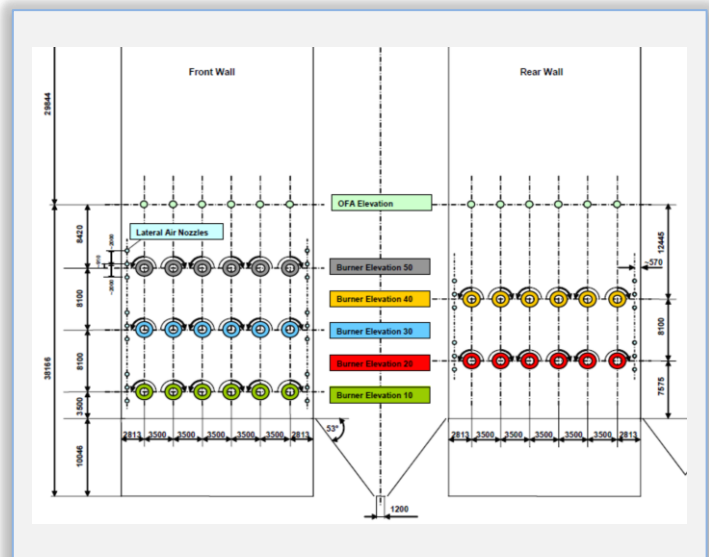 Front Wall
Rear Wall
29844
OFA Elevation
8420
12445
Lateral Air Nozzles
~2000
~2000
~570
Burner Elevation 50
8100
Burner Elevation 40
38166
Burner Elevation 30
8100
8100
Burner Elevation 20
7575
3500
Burner Elevation 10
53°
2813 3500 3500 3500 3500 3500 2813
2813 3500 3500 3500 3500 3500 2813
10046
1200